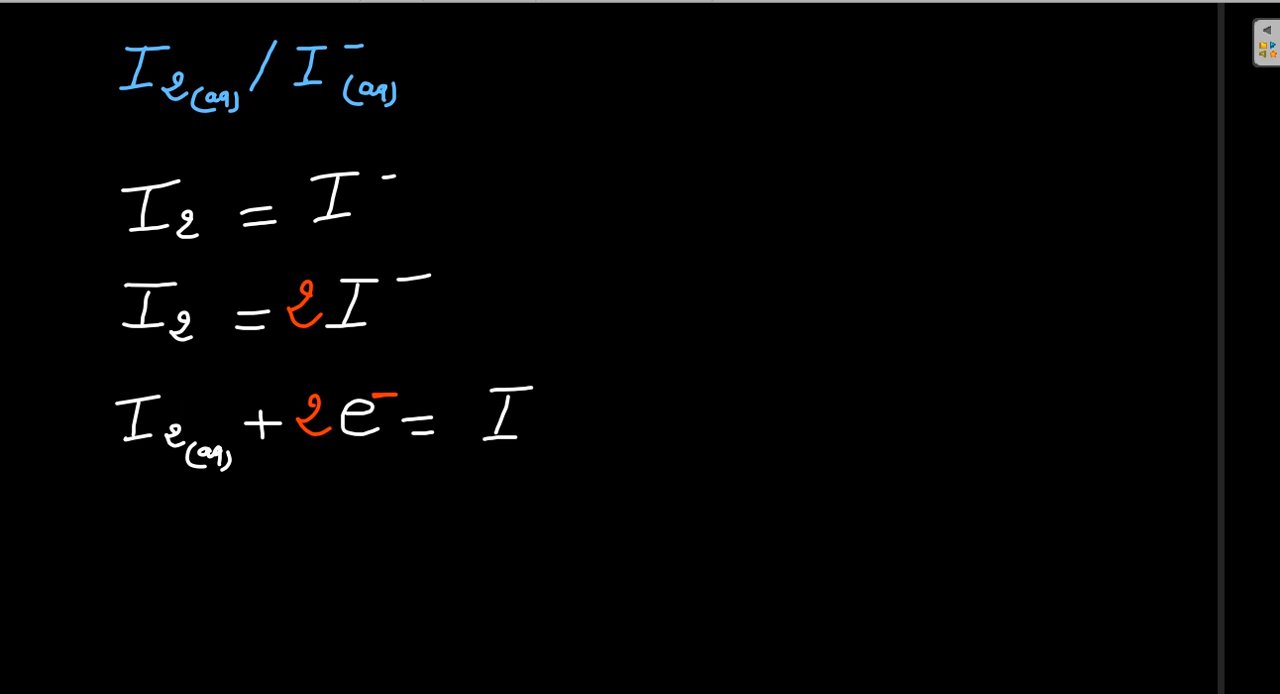 I₂(aq) / I⁻(aq)
I₂ = I⁻
I₂ = 2I⁻
I₂(aq) + 2e⁻ = I